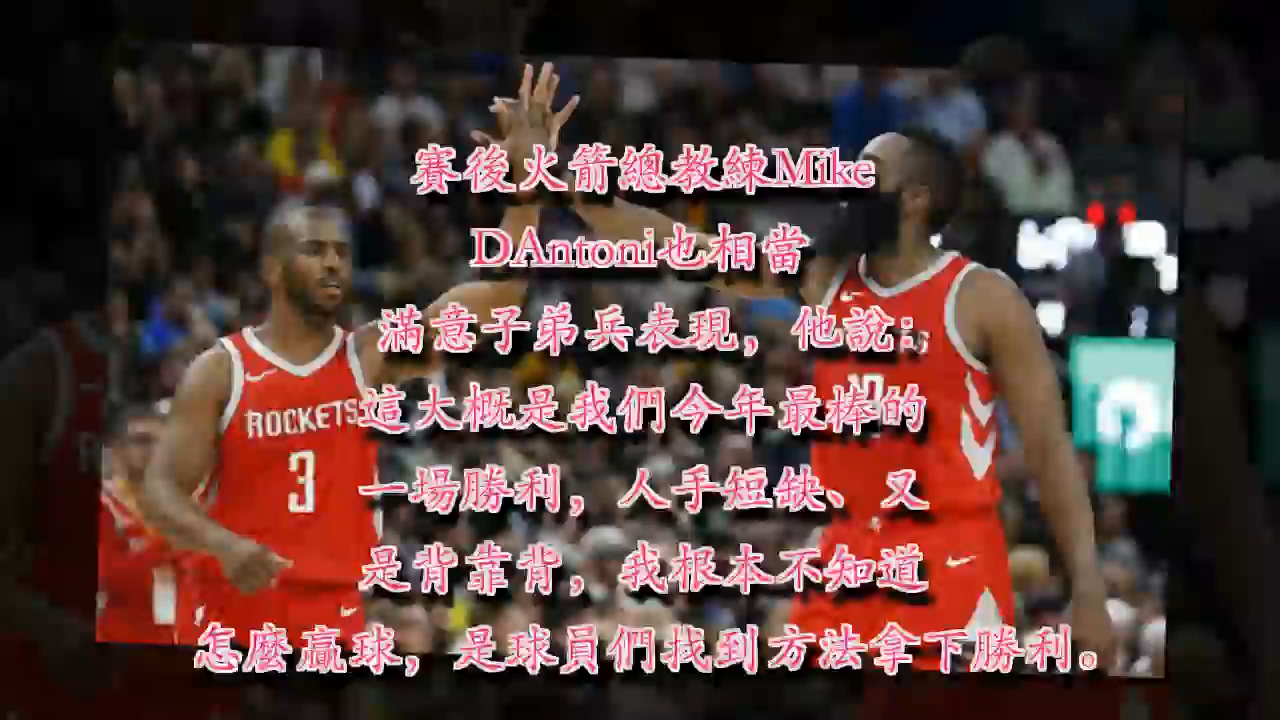 賽後火箭總教練Mike
DAntoni也相當
滿意子弟兵表現，他說：
這大概是我們今年最棒的
一場勝利，人手短缺、又
是背靠背，我根本不知道
怎麼贏球，是球員們找到方法拿下勝利。
ROCKETS
3